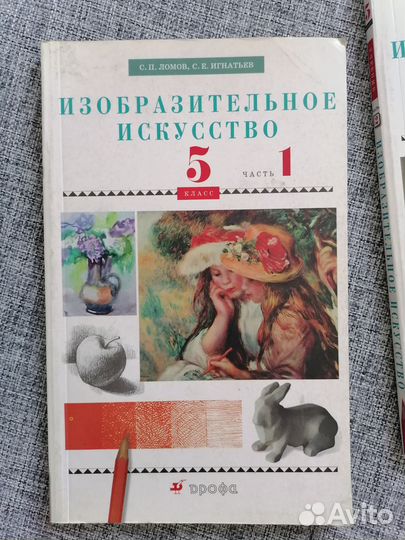 С. П. ЛОМОВ, С. Е. ИГНАТЬЕВ
ИЗОБРАЗИТЕЛЬНОЕ
ИСКУССТВО
5 ЧАСТЬ 1
КЛАСС
дрофа
Avito